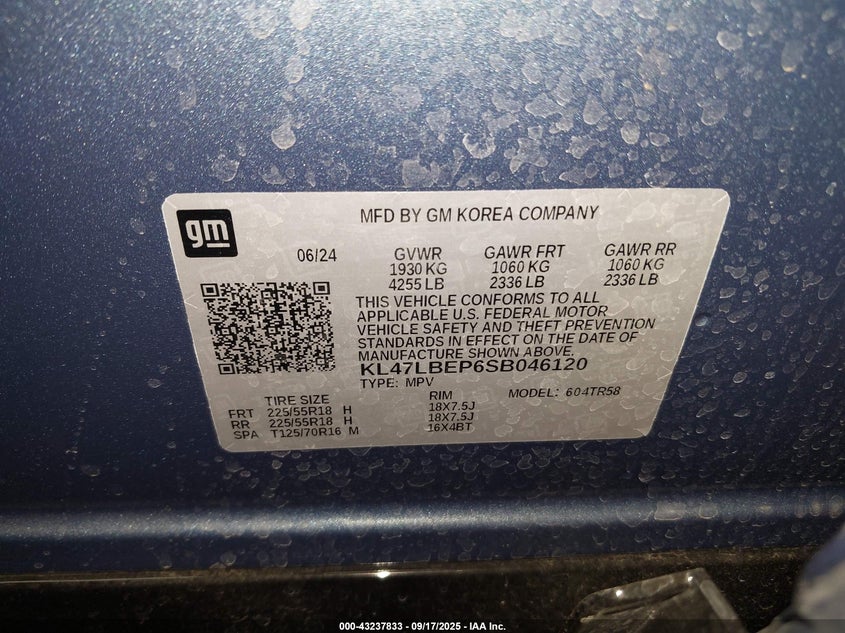 gm
MFD BY GM KOREA COMPANY
06/24 GVWR GAWR FRT GAWR RR
1930 KG 1060 KG 1060 KG
4255 LB 2336 LB 2336 LB
THIS VEHICLE CONFORMS TO ALL
APPLICABLE U.S. FEDERAL MOTOR
VEHICLE SAFETY AND THEFT PREVENTION
STANDARDS IN EFFECT ON THE DATE OF
MANUFACTURE SHOWN ABOVE.
KL47LBEP6SB046120
TYPE: MPV MODEL: 604TR58
TIRE SIZE RIM
FRT 225/55R18 H 18X7.5J
RR 225/55R18 H 18X7.5J
SPA T125/70R16 M 16X4BT
000-43237833 - 09/17/2025 - IAA Inc.